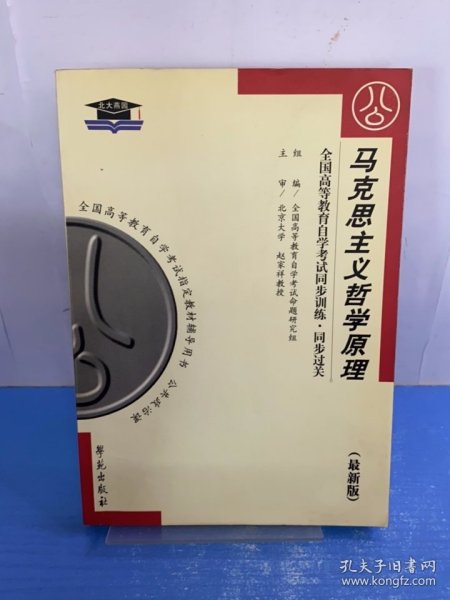 北大燕园
马克思主义哲学原理
(最新版)
全国高等教育自学考试同步训练·同步过关
组 编/全国高等教育自学考试命题研究组
主 审/北京大学 赵家祥教授
全国高等教育自学考试指定教材辅导用书 公共政治课
学苑出版社
孔夫子旧书网
www.kongfz.com